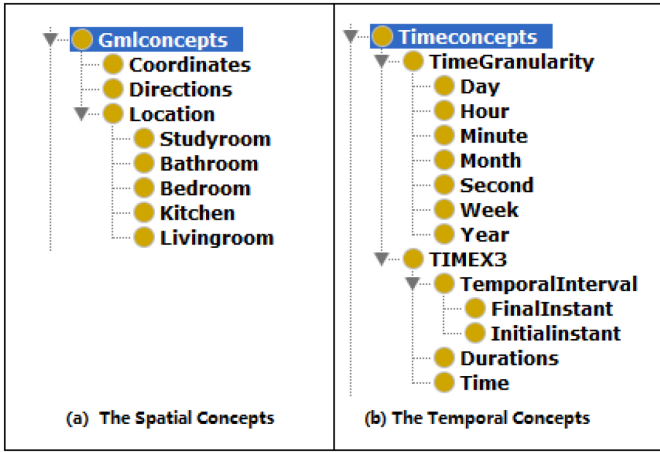 Gmlconcepts
Coordinates
Directions
Location
Studyroom
Bathroom
Bedroom
Kitchen
Livingroom
(a) The Spatial Concepts
Timeconcepts
TimeGranularity
Day
Hour
Minute
Month
Second
Week
Year
TIMEX3
TemporalInterval
FinalInstant
Initialinstant
Durations
Time
(b) The Temporal Concepts